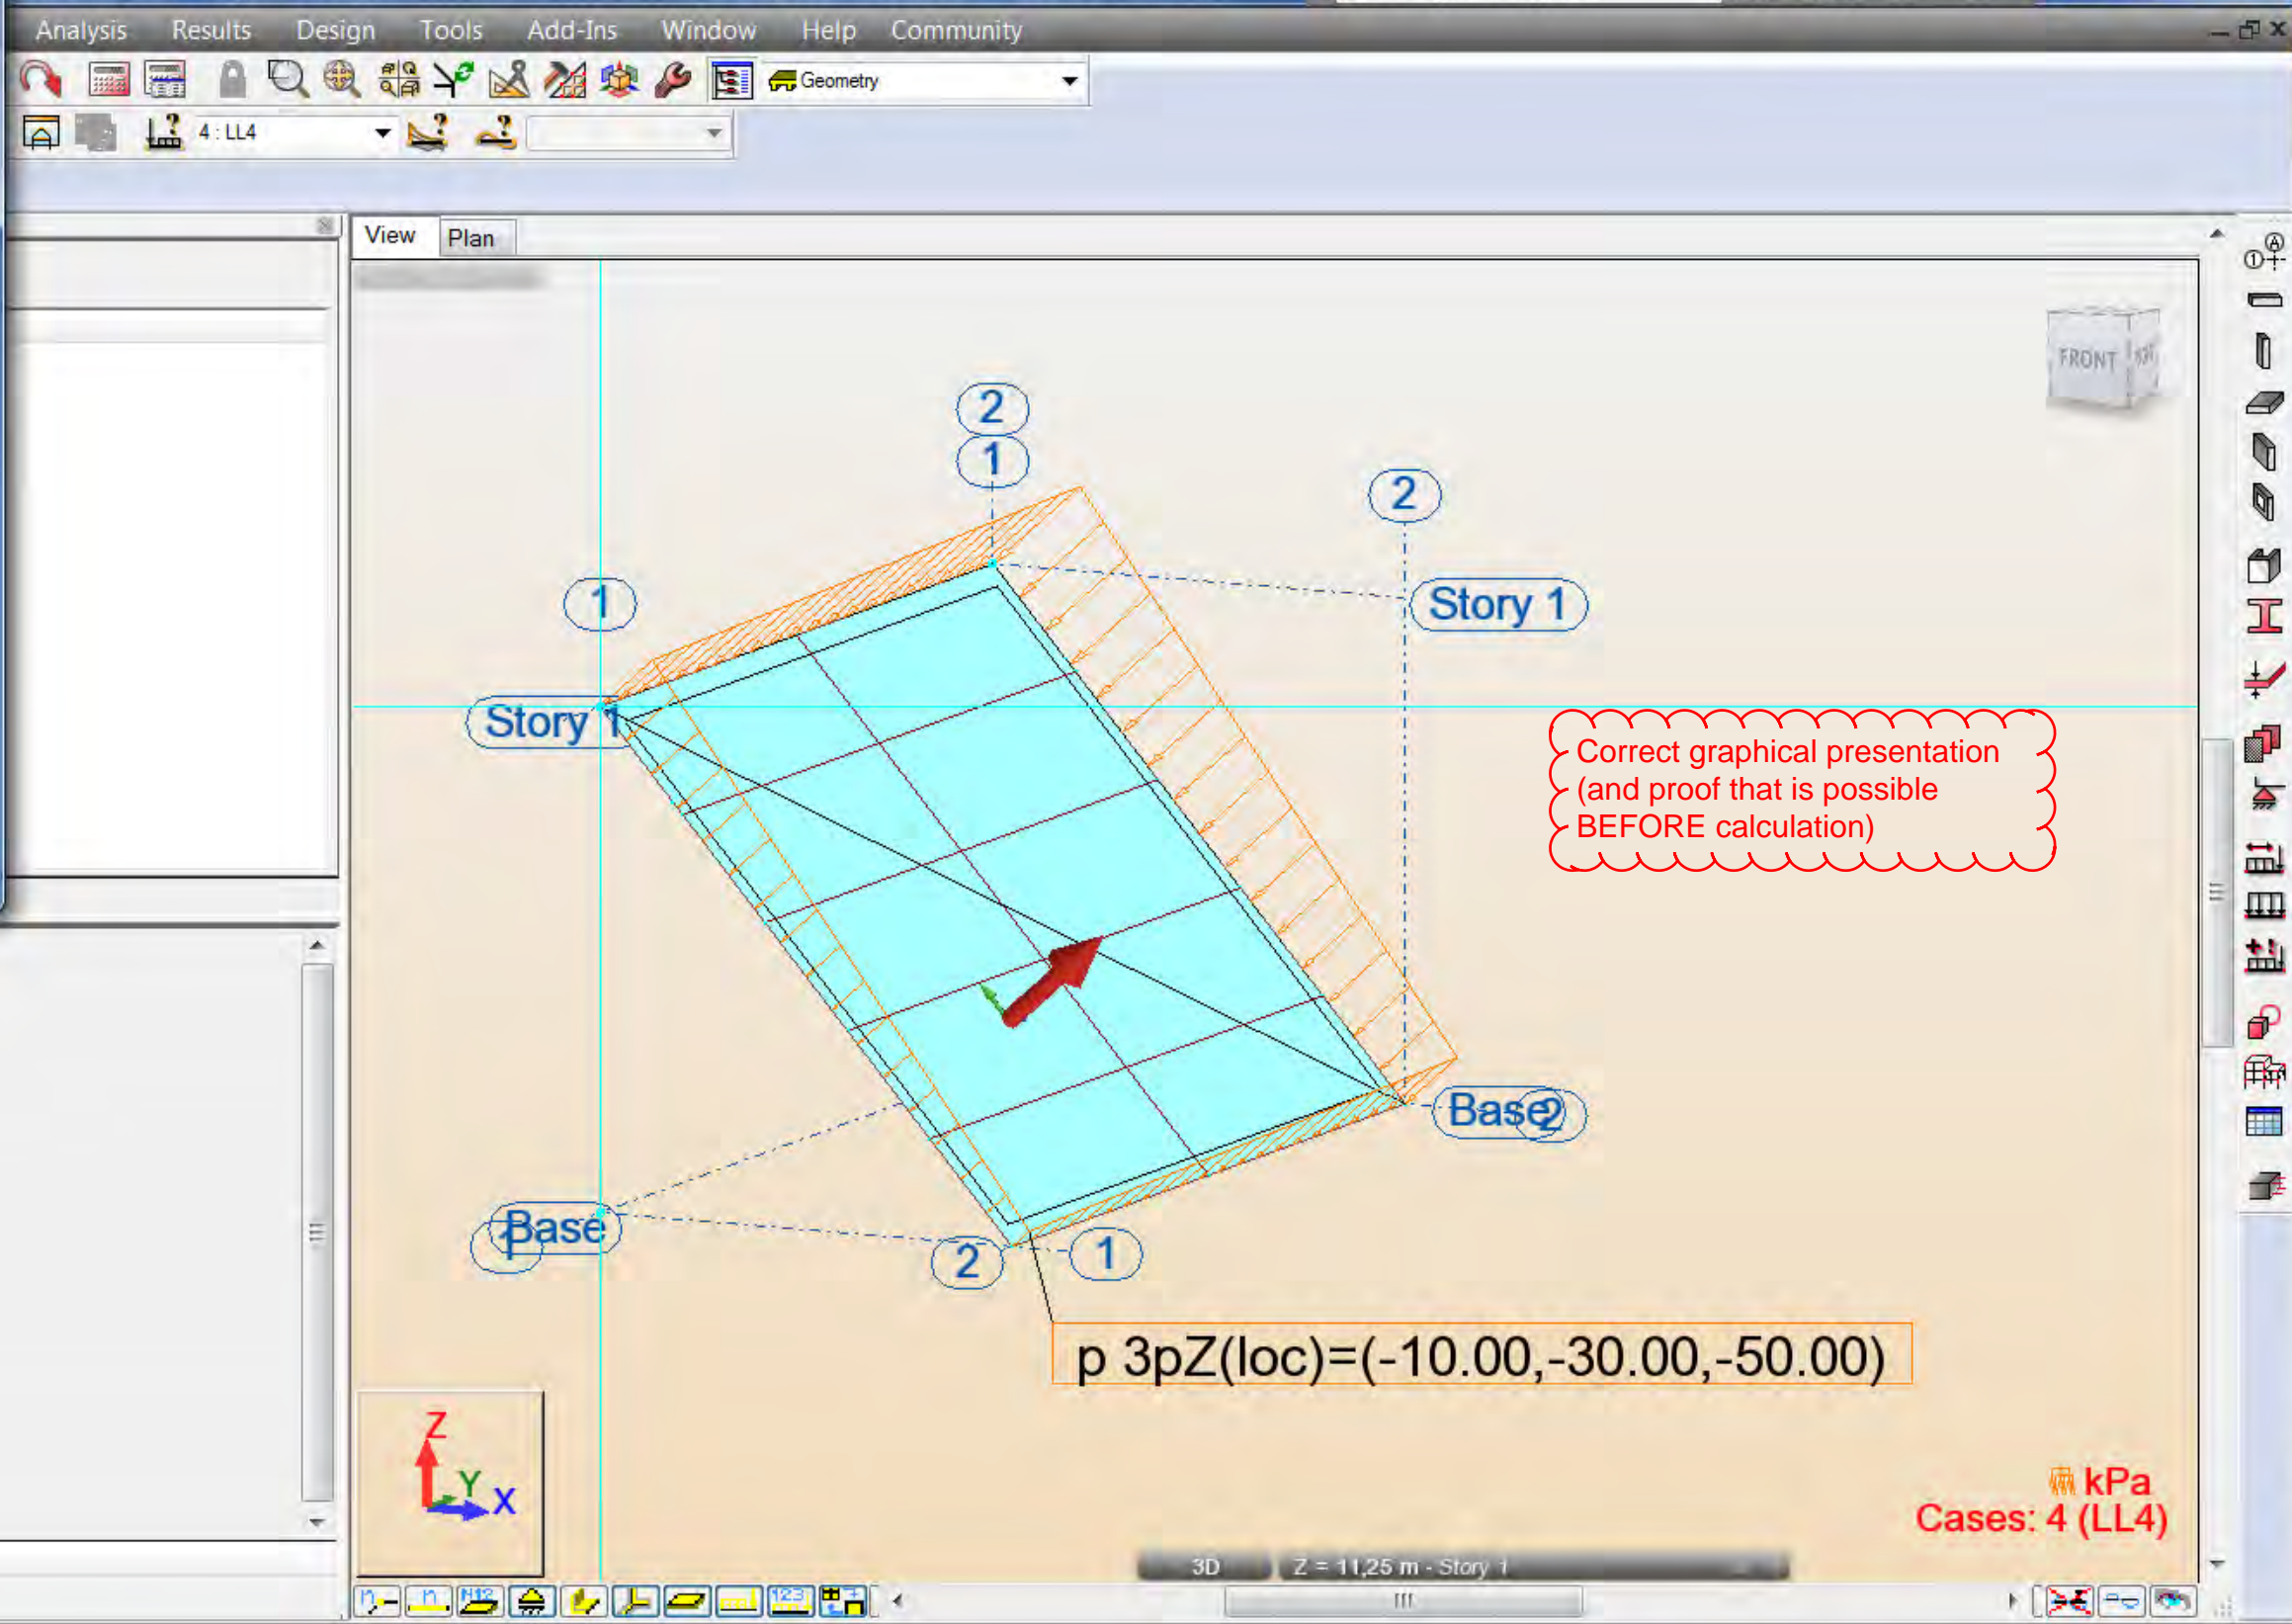 Analysis Results Design Tools Add-Ins Window Help Community
Geometry
4 : LL4
View Plan
FRONT
2
1
2
1
Story 1
Story 1
Correct graphical presentation
(and proof that is possible
BEFORE calculation)
Base 2
Base
2
1
p 3pZ(loc)=(-10.00,-30.00,-50.00)
Z
Y
X
kPa
Cases: 4 (LL4)
3D Z = 11,25 m - Story 1